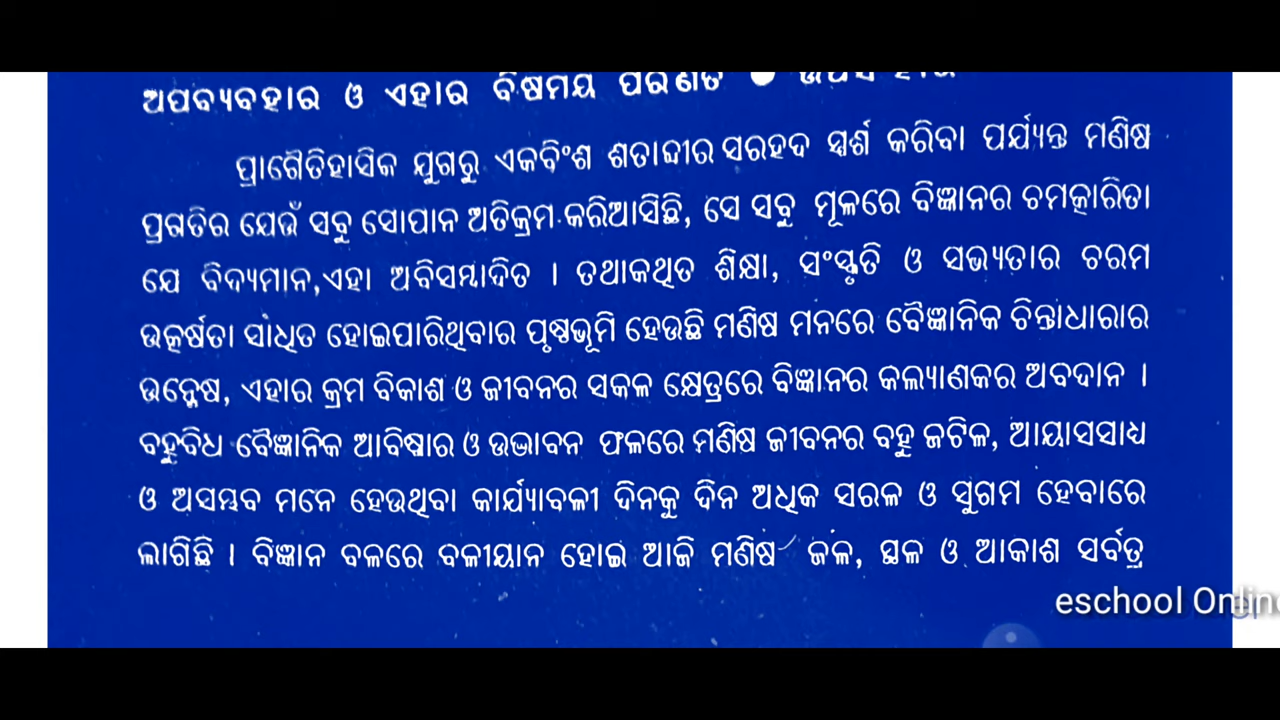 ଅପବ୍ୟବହାର ଓ ଏହାର ବିଷମୟ ପରିଣତି ●
ପ୍ରାଗୈତିହାସିକ ଯୁଗରୁ ଏକବିଂଶ ଶତାବ୍ଦୀର ସରହଦ ସ୍ପର୍ଶ କରିବା ପର୍ଯ୍ୟନ୍ତ ମଣିଷ
ପ୍ରଗତିର ଯେଉଁ ସବୁ ସୋପାନ ଅତିକ୍ରମ କରିଆସିଛି, ସେ ସବୁ ମୂଳରେ ବିଜ୍ଞାନର ଚମତ୍କାରିତା
ଯେ ବିଦ୍ୟମାନ,ଏହା ଅବିସମ୍ବାଦିତ । ତଥାକଥିତ ଶିକ୍ଷା, ସଂସ୍କୃତି ଓ ସଭ୍ୟତାର ଚରମ
ଉତ୍କର୍ଷତା ସାଧିତ ହୋଇପାରିଥିବାର ପୃଷ୍ଠଭୂମି ହେଉଛି ମଣିଷ ମନରେ ବୈଜ୍ଞାନିକ ଚିନ୍ତାଧାରାର
ଉନ୍ମେଷ, ଏହାର କ୍ରମ ବିକାଶ ଓ ଜୀବନର ସକଳ କ୍ଷେତ୍ରରେ ବିଜ୍ଞାନର କଲ୍ୟାଣକର ଅବଦାନ ।
ବହୁବିଧ ବୈଜ୍ଞାନିକ ଆବିଷ୍କାର ଓ ଉଦ୍ଭାବନ ଫଳରେ ମଣିଷ ଜୀବନର ବହୁ ଜଟିଳ, ଆୟାସସାଧ୍ୟ
ଓ ଅସମ୍ଭବ ମନେ ହେଉଥିବା କାର୍ଯ୍ୟାବଳୀ ଦିନକୁ ଦିନ ଅଧିକ ସରଳ ଓ ସୁଗମ ହେବାରେ
ଲାଗିଛି । ବିଜ୍ଞାନ ବଳରେ ବଳୀୟାନ ହୋଇ ଆଜି ମଣିଷ ଜଳ, ସ୍ଥଳ ଓ ଆକାଶ ସର୍ବତ୍ର
eschool Online